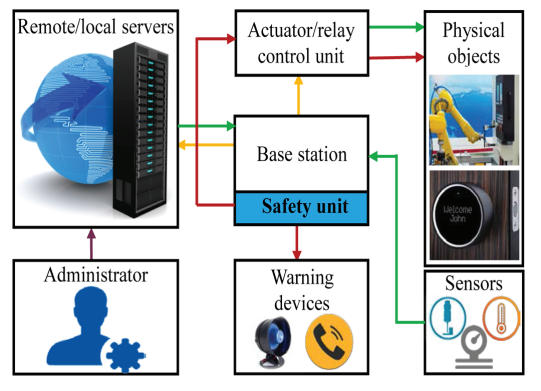 Remote/local servers
Actuator/relay
control unit
Physical
objects
Base station
Safety unit
Welcome
John
Administrator
Warning
devices
Sensors